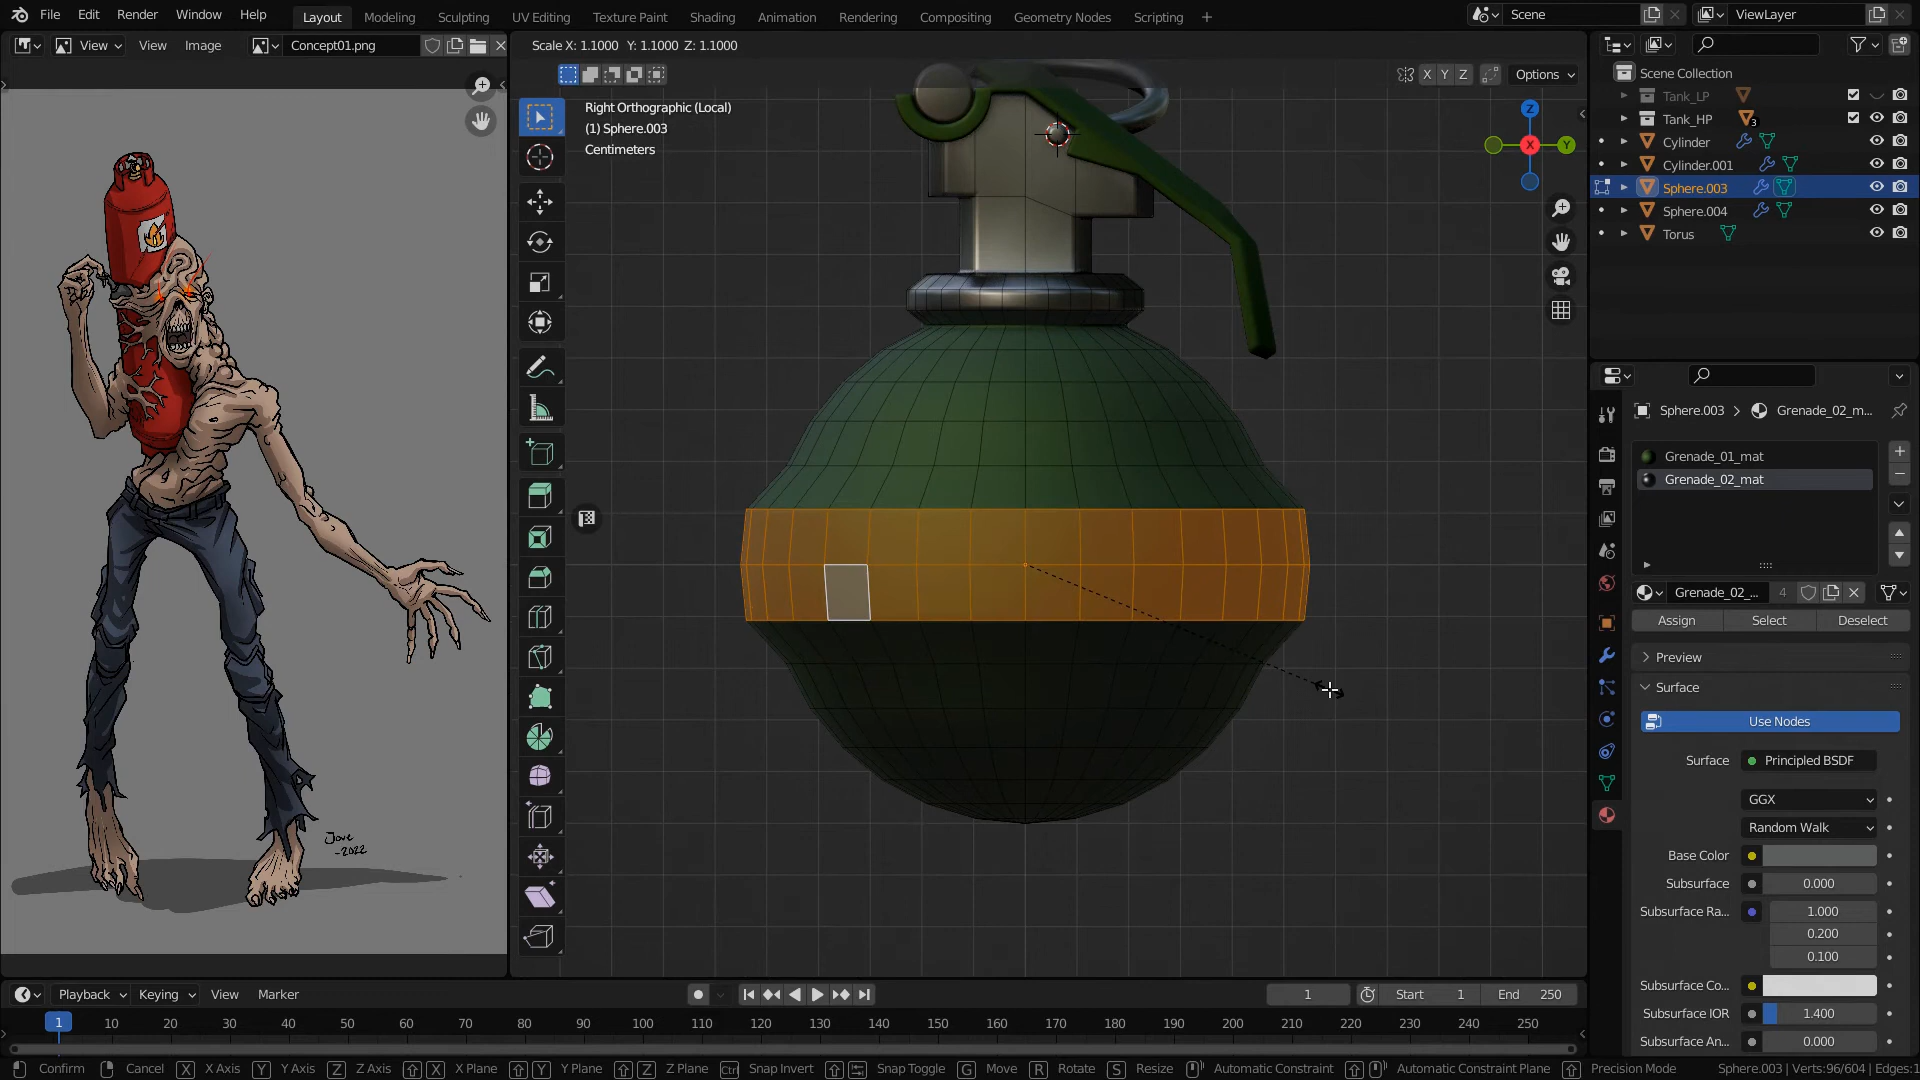 File Edit Render Window Help Layout Modeling Sculpting UV Editing Texture Paint Shading Animation Rendering Compositing Geometry Nodes Scripting + Scene ViewLayer
View View Image Concept01.png Scale X: 1.1000 Y: 1.1000 Z: 1.1000
X Y Z Options
Right Orthographic (Local)
(1) Sphere.003
Centimeters
Z
Y
X
Scene Collection
Tank_LP
Tank_HP 3
Cylinder
Cylinder.001
Sphere.003
Sphere.004
Torus
Sphere.003 > Grenade_02_m...
Grenade_01_mat
Grenade_02_mat
Grenade_02_... 4
Assign Select Deselect
Preview
Surface
Use Nodes
Surface Principled BSDF
GGX
Random Walk
Base Color
Subsurface 0.000
Subsurface Ra... 1.000
0.200
0.100
Subsurface Co...
Subsurface IOR 1.400
Subsurface An... 0.000
Jave
-2022
Playback Keying View Marker 1 Start 1 End 250
1 10 20 30 40 50 60 70 80 90 100 110 120 130 140 150 160 170 180 190 200 210 220 230 240 250
Confirm Cancel X X Axis Y Y Axis Z Z Axis X X Plane Y Y Plane Z Z Plane Ctrl Snap Invert Snap Toggle G Move R Rotate S Resize Automatic Constraint Automatic Constraint Plane Precision Mode Sphere.003 | Verts:96/604 | Edges:1